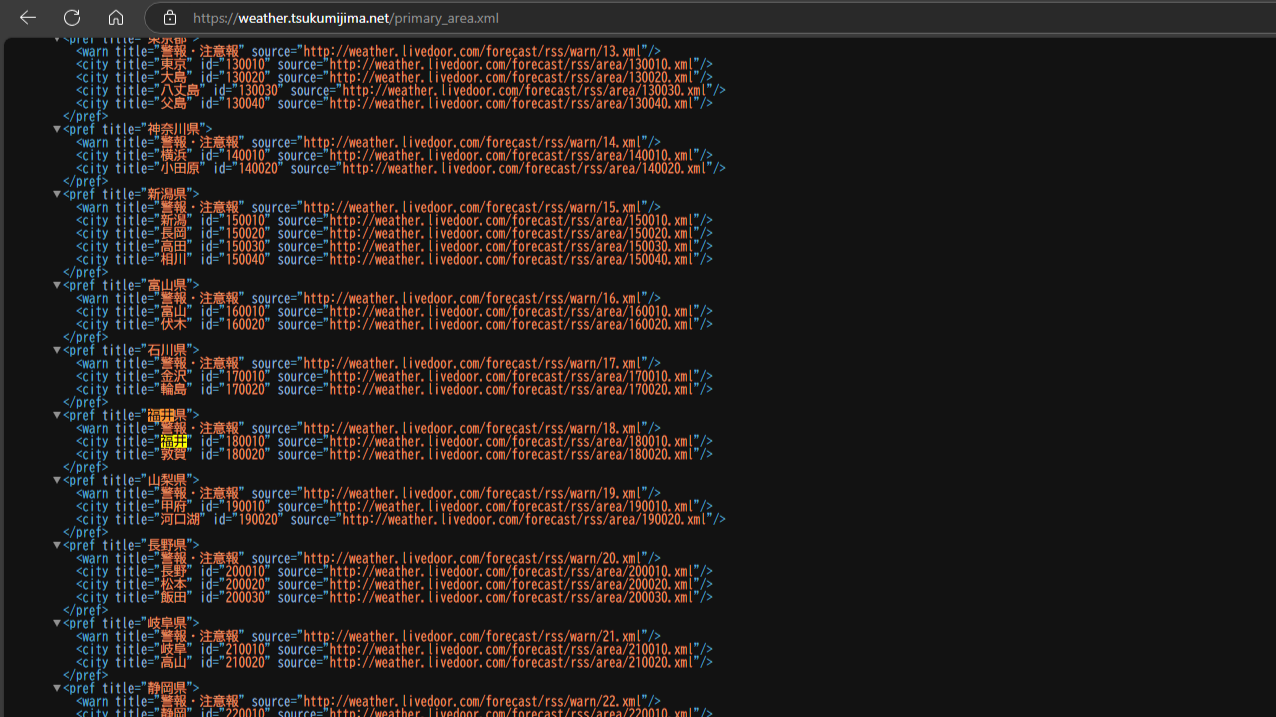 https://weather.tsukumijima.net/primary_area.xml
▼<pref title="東京都">
<warn title="警報・注意報" source="http://weather.livedoor.com/forecast/rss/warn/13.xml"/>
<city title="東京" id="130010" source="http://weather.livedoor.com/forecast/rss/area/130010.xml"/>
<city title="大島" id="130020" source="http://weather.livedoor.com/forecast/rss/area/130020.xml"/>
<city title="八丈島" id="130030" source="http://weather.livedoor.com/forecast/rss/area/130030.xml"/>
<city title="父島" id="130040" source="http://weather.livedoor.com/forecast/rss/area/130040.xml"/>
</pref>
▼<pref title="神奈川県">
<warn title="警報・注意報" source="http://weather.livedoor.com/forecast/rss/warn/14.xml"/>
<city title="横浜" id="140010" source="http://weather.livedoor.com/forecast/rss/area/140010.xml"/>
<city title="小田原" id="140020" source="http://weather.livedoor.com/forecast/rss/area/140020.xml"/>
</pref>
▼<pref title="新潟県">
<warn title="警報・注意報" source="http://weather.livedoor.com/forecast/rss/warn/15.xml"/>
<city title="新潟" id="150010" source="http://weather.livedoor.com/forecast/rss/area/150010.xml"/>
<city title="長岡" id="150020" source="http://weather.livedoor.com/forecast/rss/area/150020.xml"/>
<city title="高田" id="150030" source="http://weather.livedoor.com/forecast/rss/area/150030.xml"/>
<city title="相川" id="150040" source="http://weather.livedoor.com/forecast/rss/area/150040.xml"/>
</pref>
▼<pref title="富山県">
<warn title="警報・注意報" source="http://weather.livedoor.com/forecast/rss/warn/16.xml"/>
<city title="富山" id="160010" source="http://weather.livedoor.com/forecast/rss/area/160010.xml"/>
<city title="伏木" id="160020" source="http://weather.livedoor.com/forecast/rss/area/160020.xml"/>
</pref>
▼<pref title="石川県">
<warn title="警報・注意報" source="http://weather.livedoor.com/forecast/rss/warn/17.xml"/>
<city title="金沢" id="170010" source="http://weather.livedoor.com/forecast/rss/area/170010.xml"/>
<city title="輪島" id="170020" source="http://weather.livedoor.com/forecast/rss/area/170020.xml"/>
</pref>
▼<pref title="福井県">
<warn title="警報・注意報" source="http://weather.livedoor.com/forecast/rss/warn/18.xml"/>
<city title="福井" id="180010" source="http://weather.livedoor.com/forecast/rss/area/180010.xml"/>
<city title="敦賀" id="180020" source="http://weather.livedoor.com/forecast/rss/area/180020.xml"/>
</pref>
▼<pref title="山梨県">
<warn title="警報・注意報" source="http://weather.livedoor.com/forecast/rss/warn/19.xml"/>
<city title="甲府" id="190010" source="http://weather.livedoor.com/forecast/rss/area/190010.xml"/>
<city title="河口湖" id="190020" source="http://weather.livedoor.com/forecast/rss/area/190020.xml"/>
</pref>
▼<pref title="長野県">
<warn title="警報・注意報" source="http://weather.livedoor.com/forecast/rss/warn/20.xml"/>
<city title="長野" id="200010" source="http://weather.livedoor.com/forecast/rss/area/200010.xml"/>
<city title="松本" id="200020" source="http://weather.livedoor.com/forecast/rss/area/200020.xml"/>
<city title="飯田" id="200030" source="http://weather.livedoor.com/forecast/rss/area/200030.xml"/>
</pref>
▼<pref title="岐阜県">
<warn title="警報・注意報" source="http://weather.livedoor.com/forecast/rss/warn/21.xml"/>
<city title="岐阜" id="210010" source="http://weather.livedoor.com/forecast/rss/area/210010.xml"/>
<city title="高山" id="210020" source="http://weather.livedoor.com/forecast/rss/area/210020.xml"/>
</pref>
▼<pref title="静岡県">
<warn title="警報・注意報" source="http://weather.livedoor.com/forecast/rss/warn/22.xml"/>
<city title="静岡" id="220010" source="http://weather.livedoor.com/forecast/rss/area/220010.xml"/>